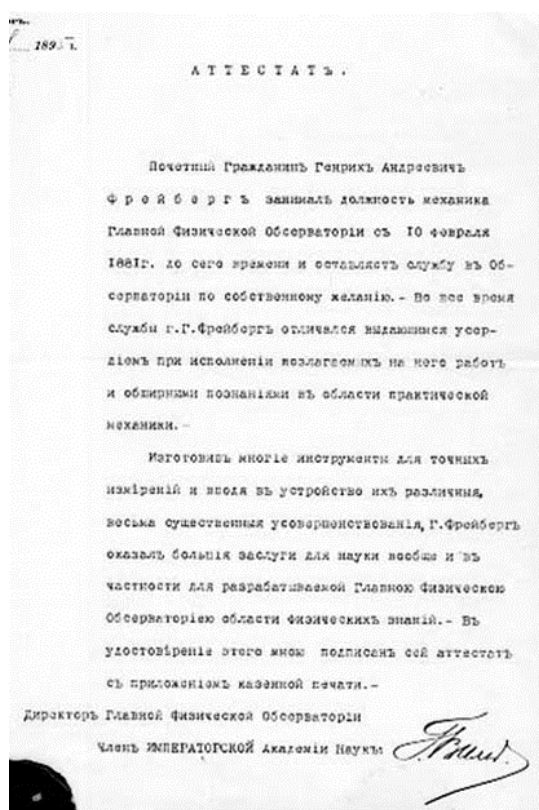 189 г.
АТТЕСТАТЪ.
Почетный Гражданинъ Генрихъ Андреевичъ
Фрейбергъ занималъ должность механика
Главной Физической Обсерваторіи съ 10 февраля
1881г. до сего времени и оставляетъ службу въ Об-
серваторіи по собственному желанію.- Во все время
службы г.Г.Фрейбергъ отличался выдающимся усер-
діемъ при исполненіи возлагаемыхъ на него работъ
и обширными познаніями въ области практической
механики.-
Изготовивъ многіе инструменты для точныхъ
измѣреній и вводя въ устройство ихъ различныя,
весьма существенныя усовершенствованія, Г.Фрейбергъ
оказалъ большія заслуги для науки вообще и въ
частности для разрабатываемой Главною Физическою
Обсерваторіею области физическихъ знаній.- Въ
удостовѣреніе этого мною подписанъ сей аттестатъ
съ приложеніемъ казенной печати.-
Директоръ Главной Физической Обсерваторіи
Членъ ИМПЕРАТОРСКОЙ Академіи Наукъ